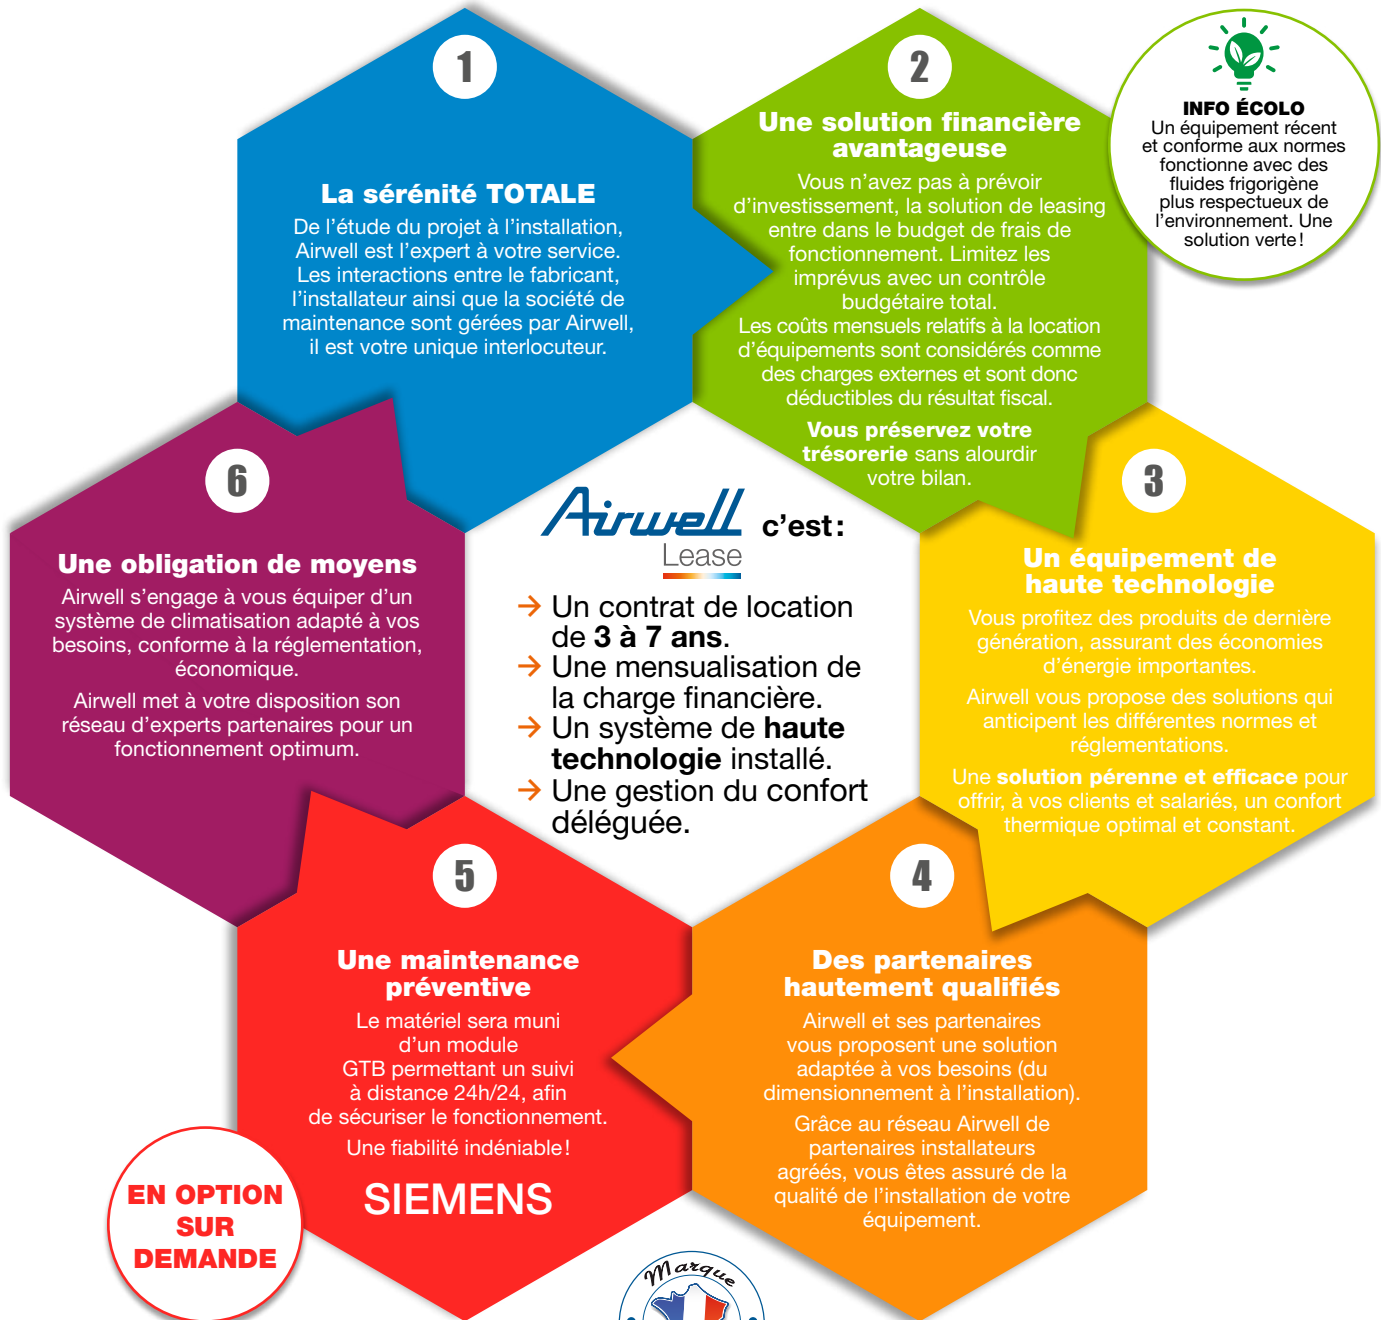 1
La sérénité TOTALE
De l’étude du projet à l’installation,
Airwell est l’expert à votre service.
Les interactions entre le fabricant,
l’installateur ainsi que la société de
maintenance sont gérées par Airwell,
il est votre unique interlocuteur.
2
Une solution financière
avantageuse
Vous n’avez pas à prévoir
d’investissement, la solution de leasing
entre dans le budget de frais de
fonctionnement. Limitez les
imprévus avec un contrôle
budgétaire total.
Les coûts mensuels relatifs à la location
d’équipements sont considérés comme
des charges externes et sont donc
déductibles du résultat fiscal.
Vous préservez votre
trésorerie sans alourdir
votre bilan.
INFO ÉCOLO
Un équipement récent
et conforme aux normes
fonctionne avec des
fluides frigorigène
plus respectueux de
l’environnement. Une
solution verte !
3
Un équipement de
haute technologie
Vous profitez des produits de dernière
génération, assurant des économies
d’énergie importantes.
Airwell vous propose des solutions qui
anticipent les différentes normes et
réglementations.
Une solution pérenne et efficace pour
offrir, à vos clients et salariés, un confort
thermique optimal et constant.
4
Des partenaires
hautement qualifiés
Airwell et ses partenaires
vous proposent une solution
adaptée à vos besoins (du
dimensionnement à l’installation).
Grâce au réseau Airwell de
partenaires installateurs
agréés, vous êtes assuré de la
qualité de l’installation de votre
équipement.
5
Une maintenance
préventive
Le matériel sera muni
d’un module
GTB permettant un suivi
à distance 24h/24, afin
de sécuriser le fonctionnement.
Une fiabilité indéniable !
SIEMENS
EN OPTION
SUR
DEMANDE
6
Une obligation de moyens
Airwell s’engage à vous équiper d’un
système de climatisation adapté à vos
besoins, conforme à la réglementation,
économique.
Airwell met à votre disposition son
réseau d’experts partenaires pour un
fonctionnement optimum.
Airwell c’est :
Lease
→ Un contrat de location
de 3 à 7 ans.
→ Une mensualisation de
la charge financière.
→ Un système de haute
technologie installé.
→ Une gestion du confort
déléguée.
Marque